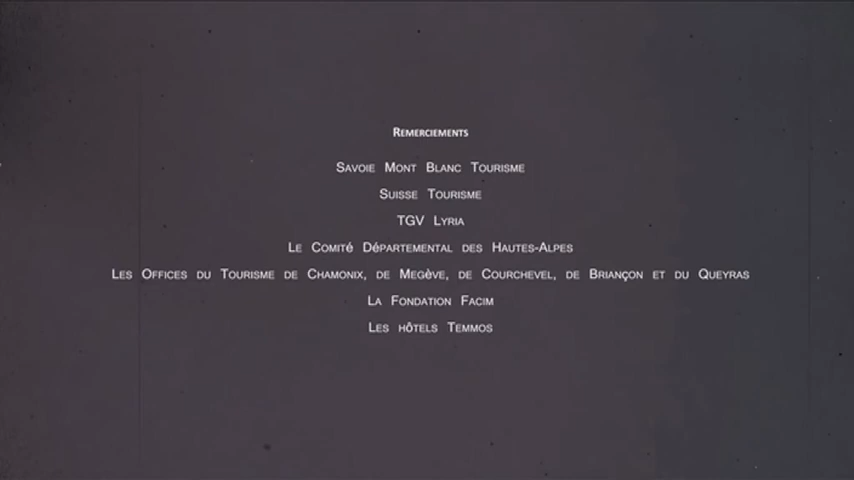 Remerciements
Savoie Mont Blanc Tourisme
Suisse Tourisme
TGV Lyria
Le Comité Départemental des Hautes-Alpes
Les Offices du Tourisme de Chamonix, de Megève, de Courchevel, de Briançon et du Queyras
La Fondation Facim
Les hôtels Temmos